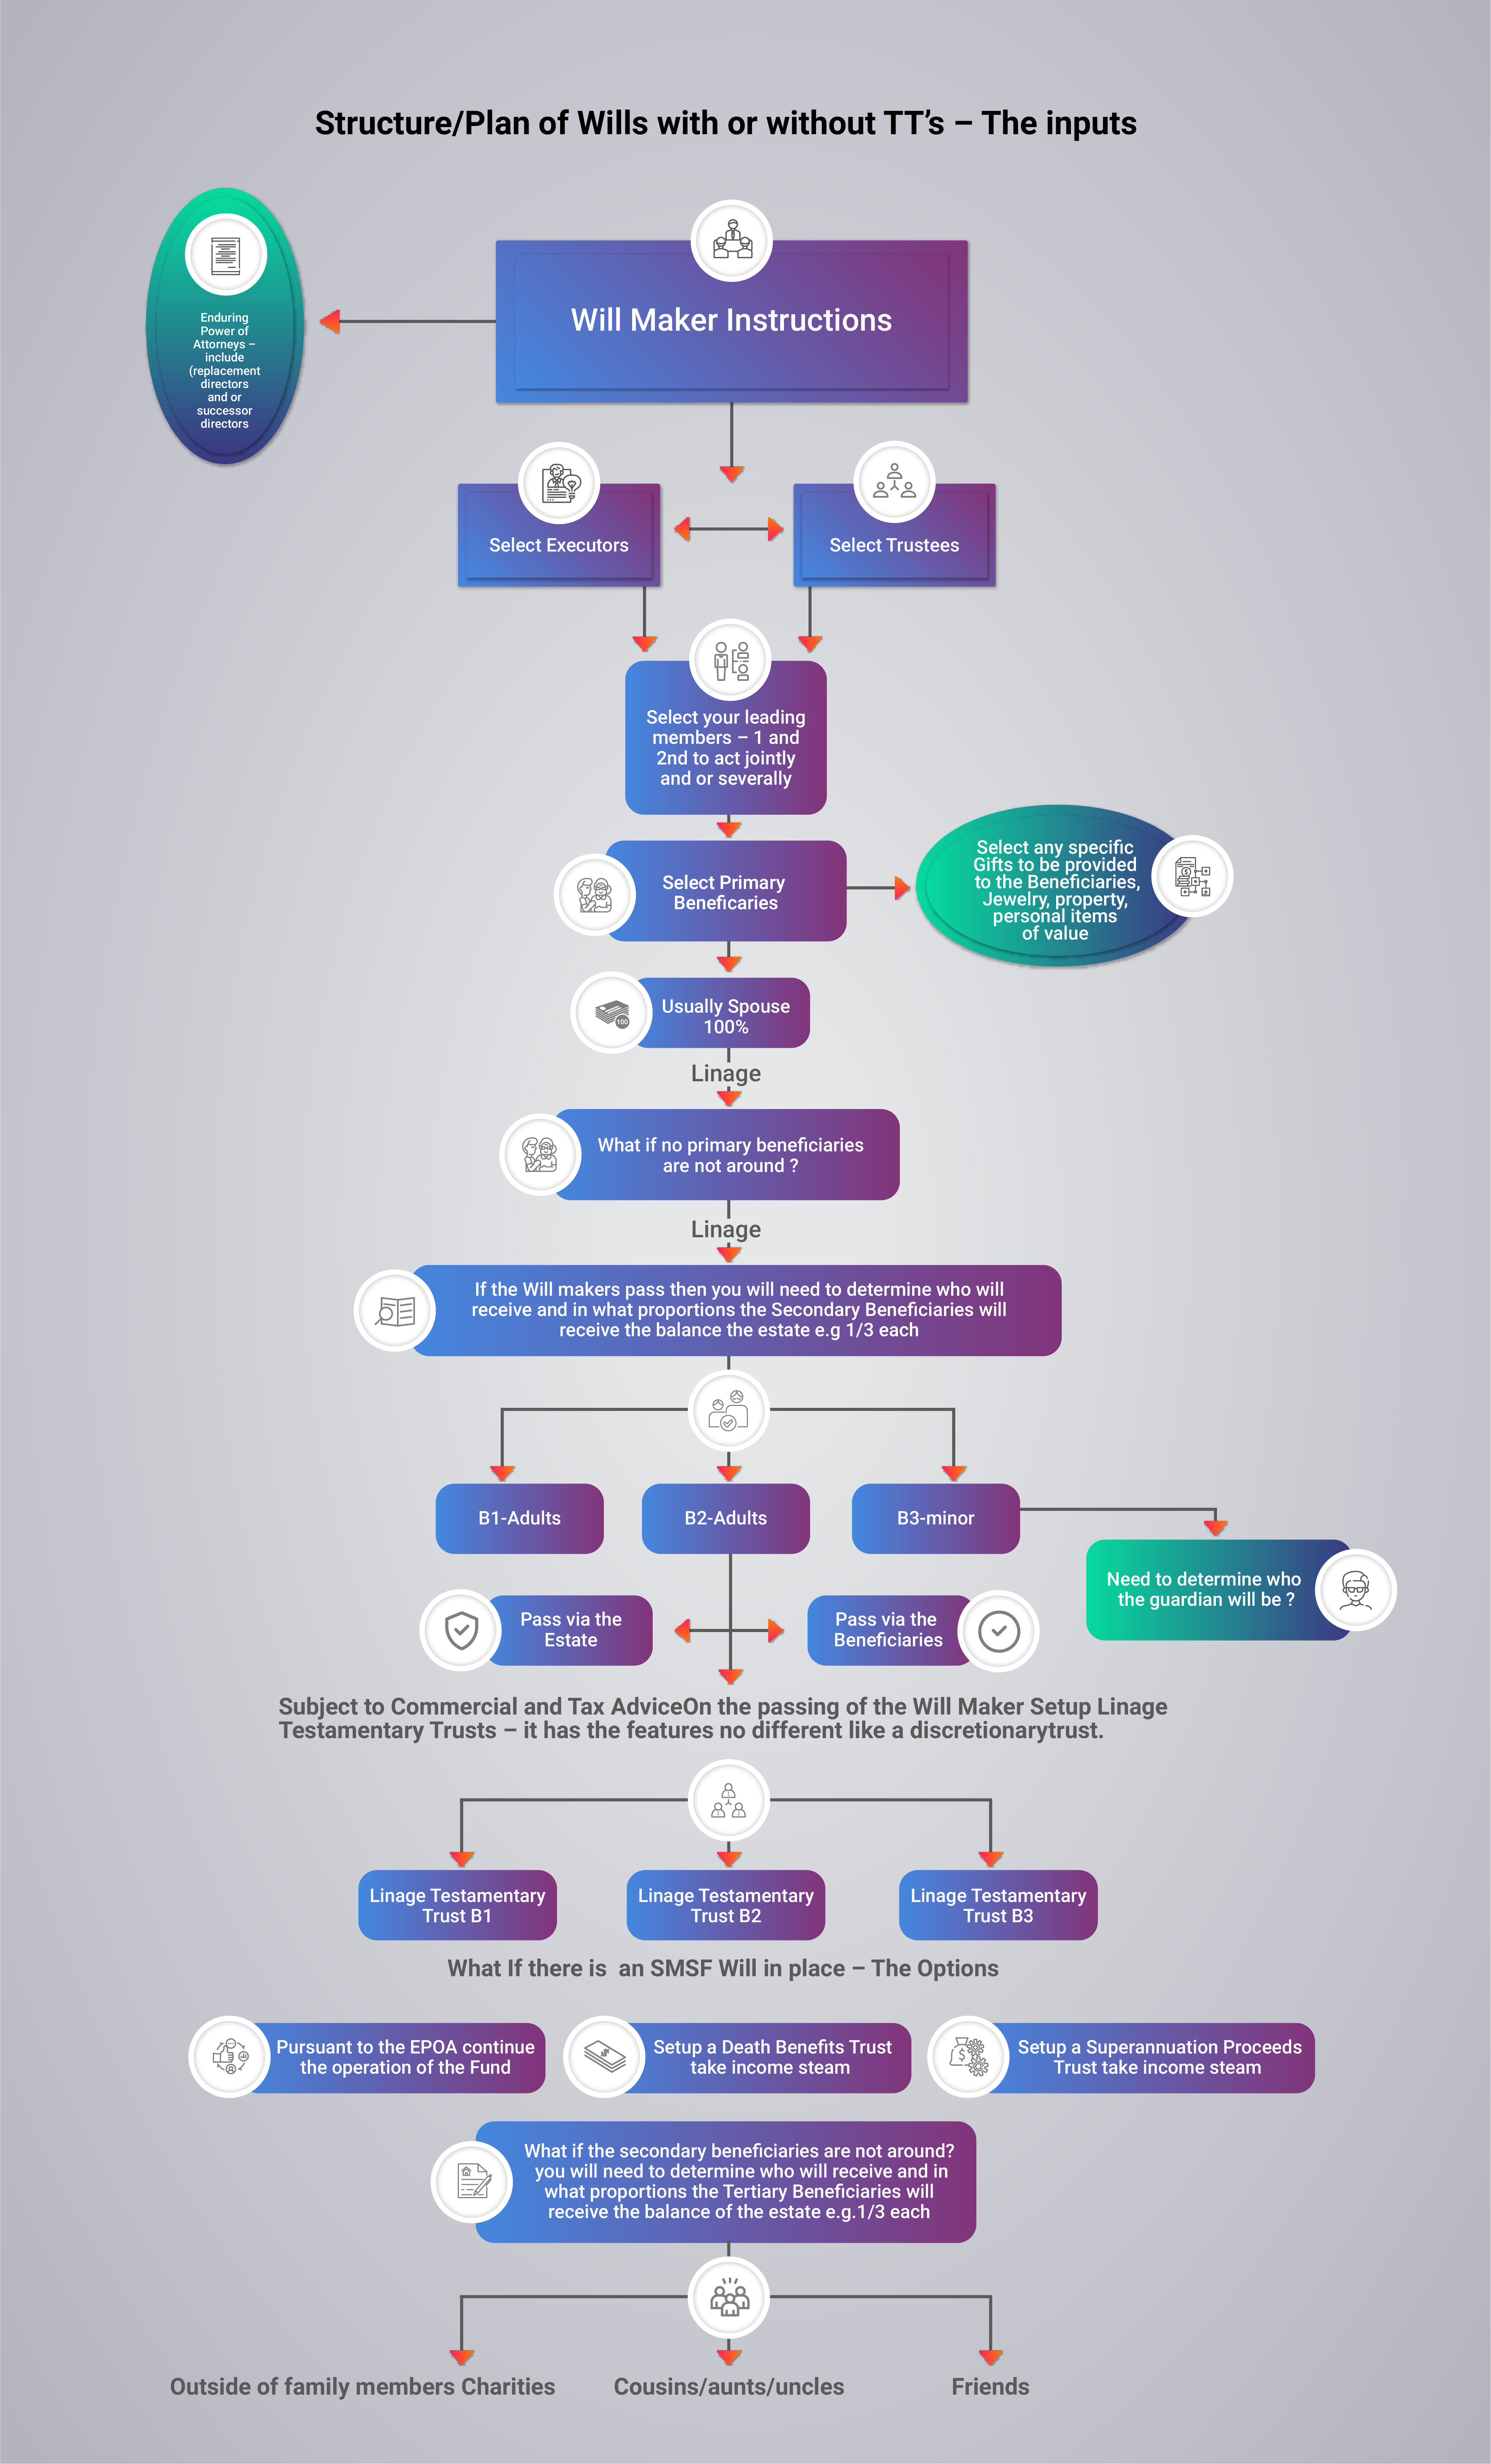 Structure/Plan of Wills with or without TT’s – The inputs
Enduring
Power of
Attorneys –
include
(replacement
directors
and or
successor
directors
Will Maker Instructions
Select Executors
Select Trustees
Select your leading
members – 1 and
2nd to act jointly
and or severally
Select Primary
Beneficaries
Select any specific
Gifts to be provided
to the Beneficiaries,
Jewelry, property,
personal items
of value
100
Usually Spouse
100%
Linage
What if no primary beneficiaries
are not around ?
Linage
If the Will makers pass then you will need to determine who will
receive and in what proportions the Secondary Beneficiaries will
receive the balance the estate e.g 1/3 each
B1-Adults
B2-Adults
B3-minor
Need to determine who
the guardian will be ?
Pass via the
Estate
Pass via the
Beneficiaries
Subject to Commercial and Tax AdviceOn the passing of the Will Maker Setup Linage
Testamentary Trusts – it has the features no different like a discretionarytrust.
Linage Testamentary
Trust B1
Linage Testamentary
Trust B2
Linage Testamentary
Trust B3
What If there is  an SMSF Will in place – The Options
Pursuant to the EPOA continue
the operation of the Fund
Setup a Death Benefits Trust
take income steam
Setup a Superannuation Proceeds
Trust take income steam
What if the secondary beneficiaries are not around?
you will need to determine who will receive and in
what proportions the Tertiary Beneficiaries will
receive the balance of the estate e.g.1/3 each
Outside of family members Charities
Cousins/aunts/uncles
Friends